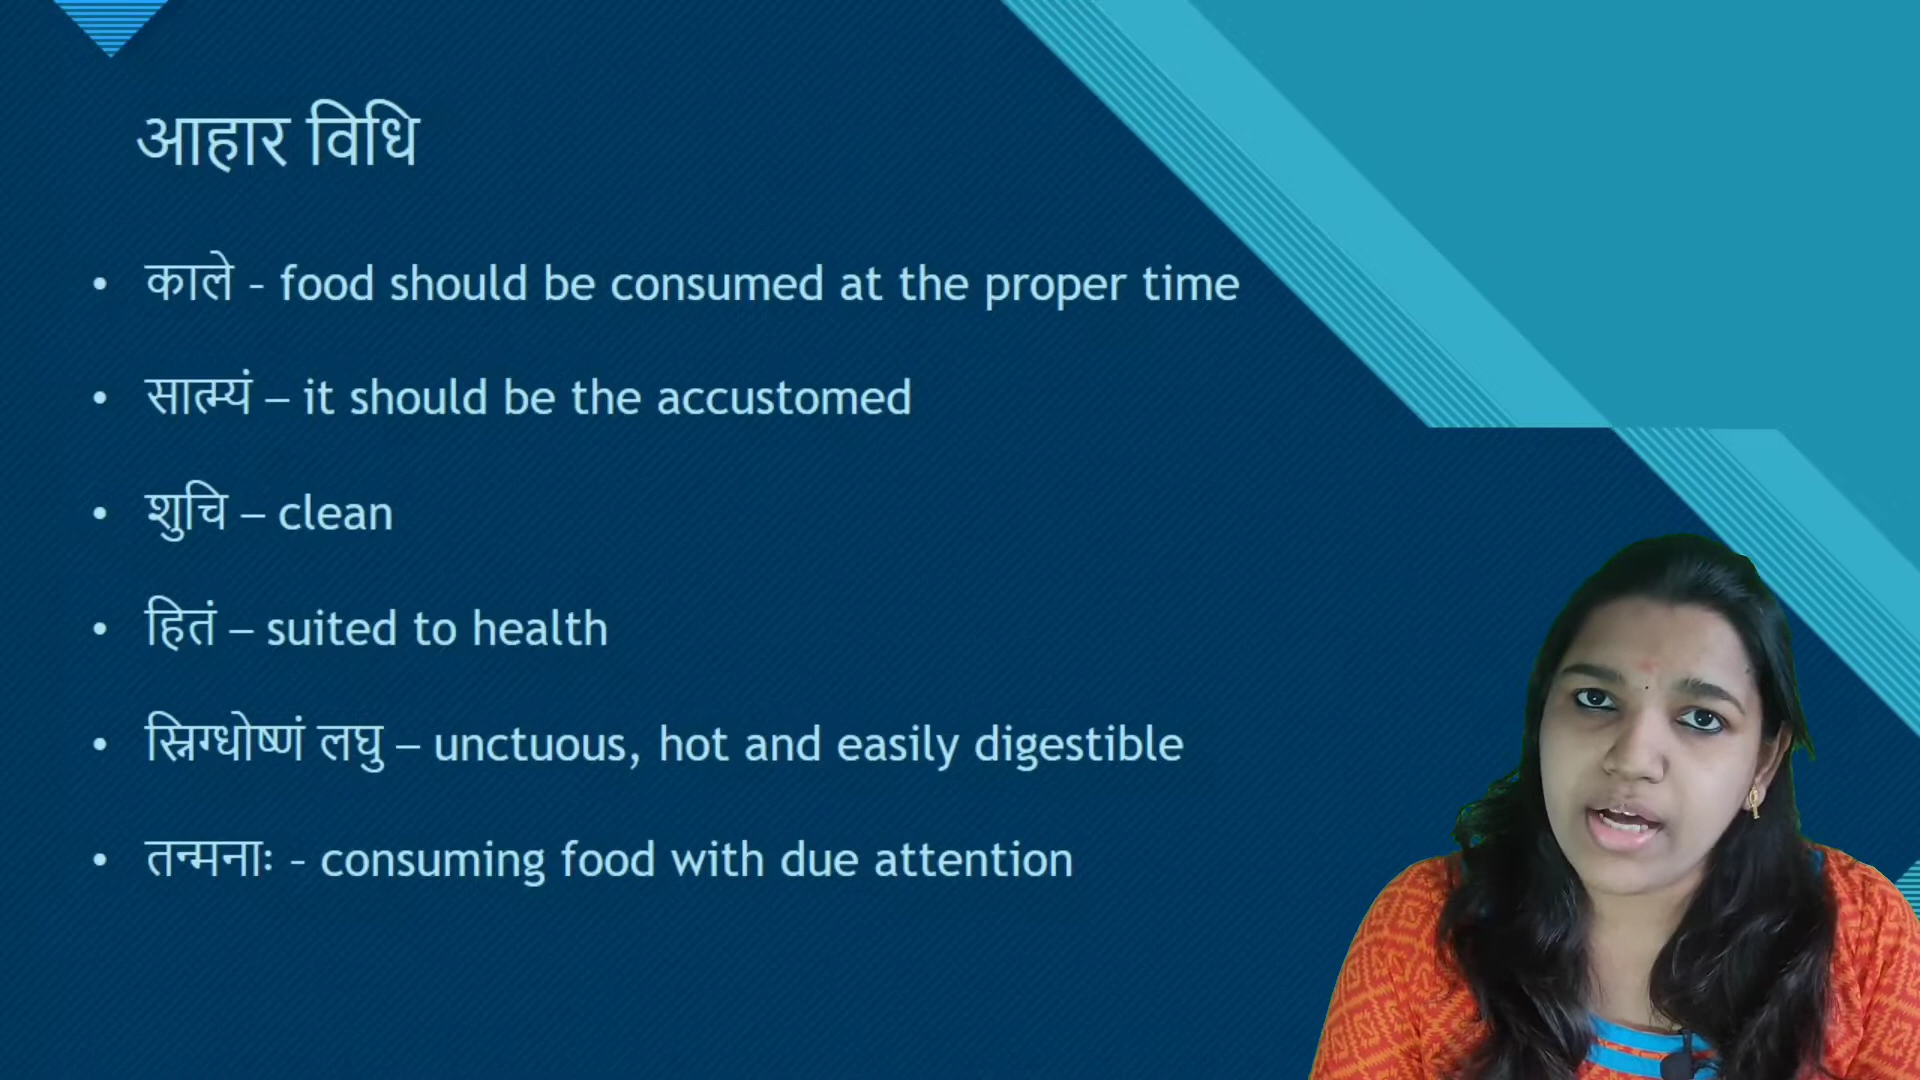 आहार विधि
• काले - food should be consumed at the proper time
• सात्म्यं – it should be the accustomed
• शुचि – clean
• हितं – suited to health
• स्निग्धोष्णं लघु – unctuous, hot and easily digestible
• तन्मनाः - consuming food with due attention